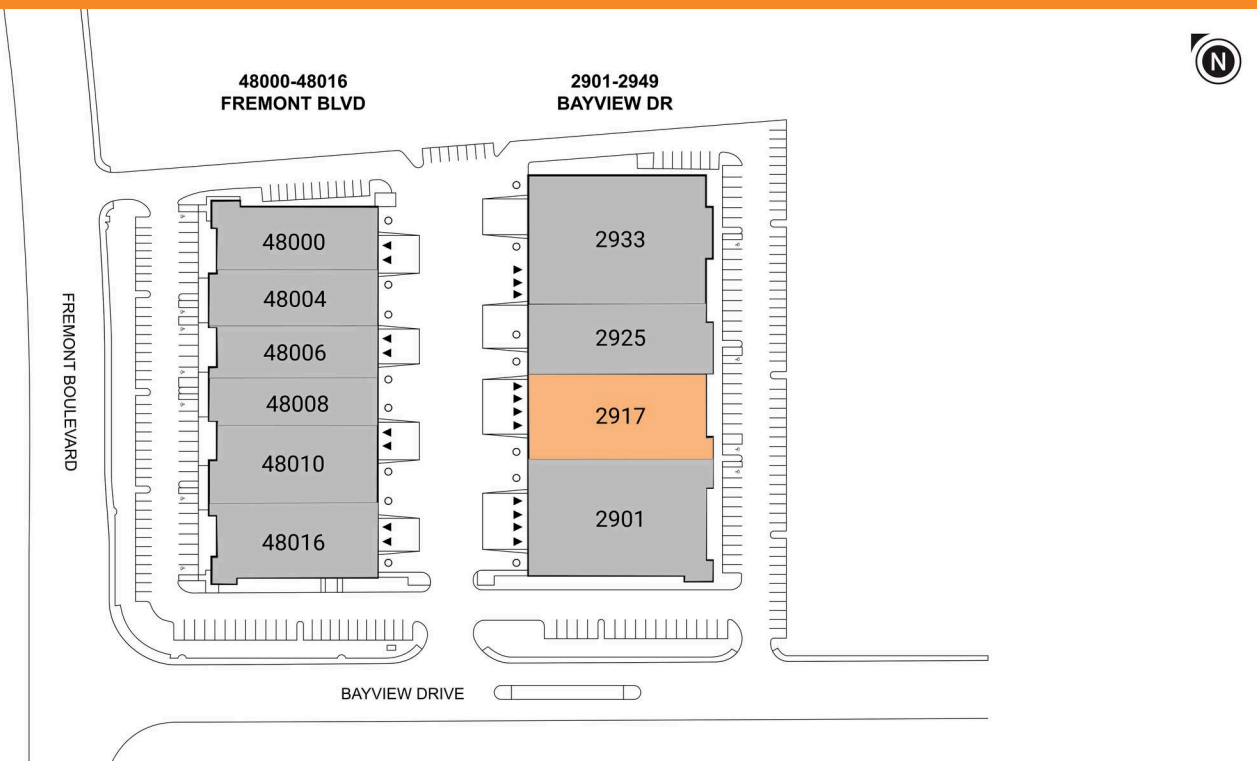 48000-48016
FREMONT BLVD
2901-2949
BAYVIEW DR
N
48000
48004
48006
48008
48010
48016
2933
2925
2917
2901
FREMONT BOULEVARD
BAYVIEW DRIVE